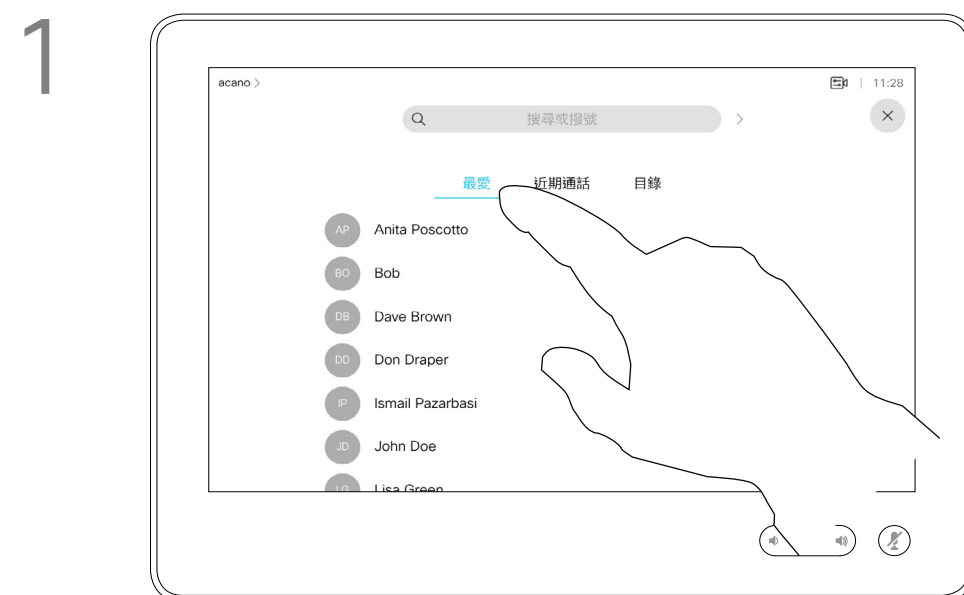 1
acano >
11:28
搜尋或撥號
最愛 近期通話 目錄
AP Anita Poscotto
BO Bob
DB Dave Brown
DD Don Draper
IP Ismail Pazarbasi
JD John Doe
LG Lisa Green